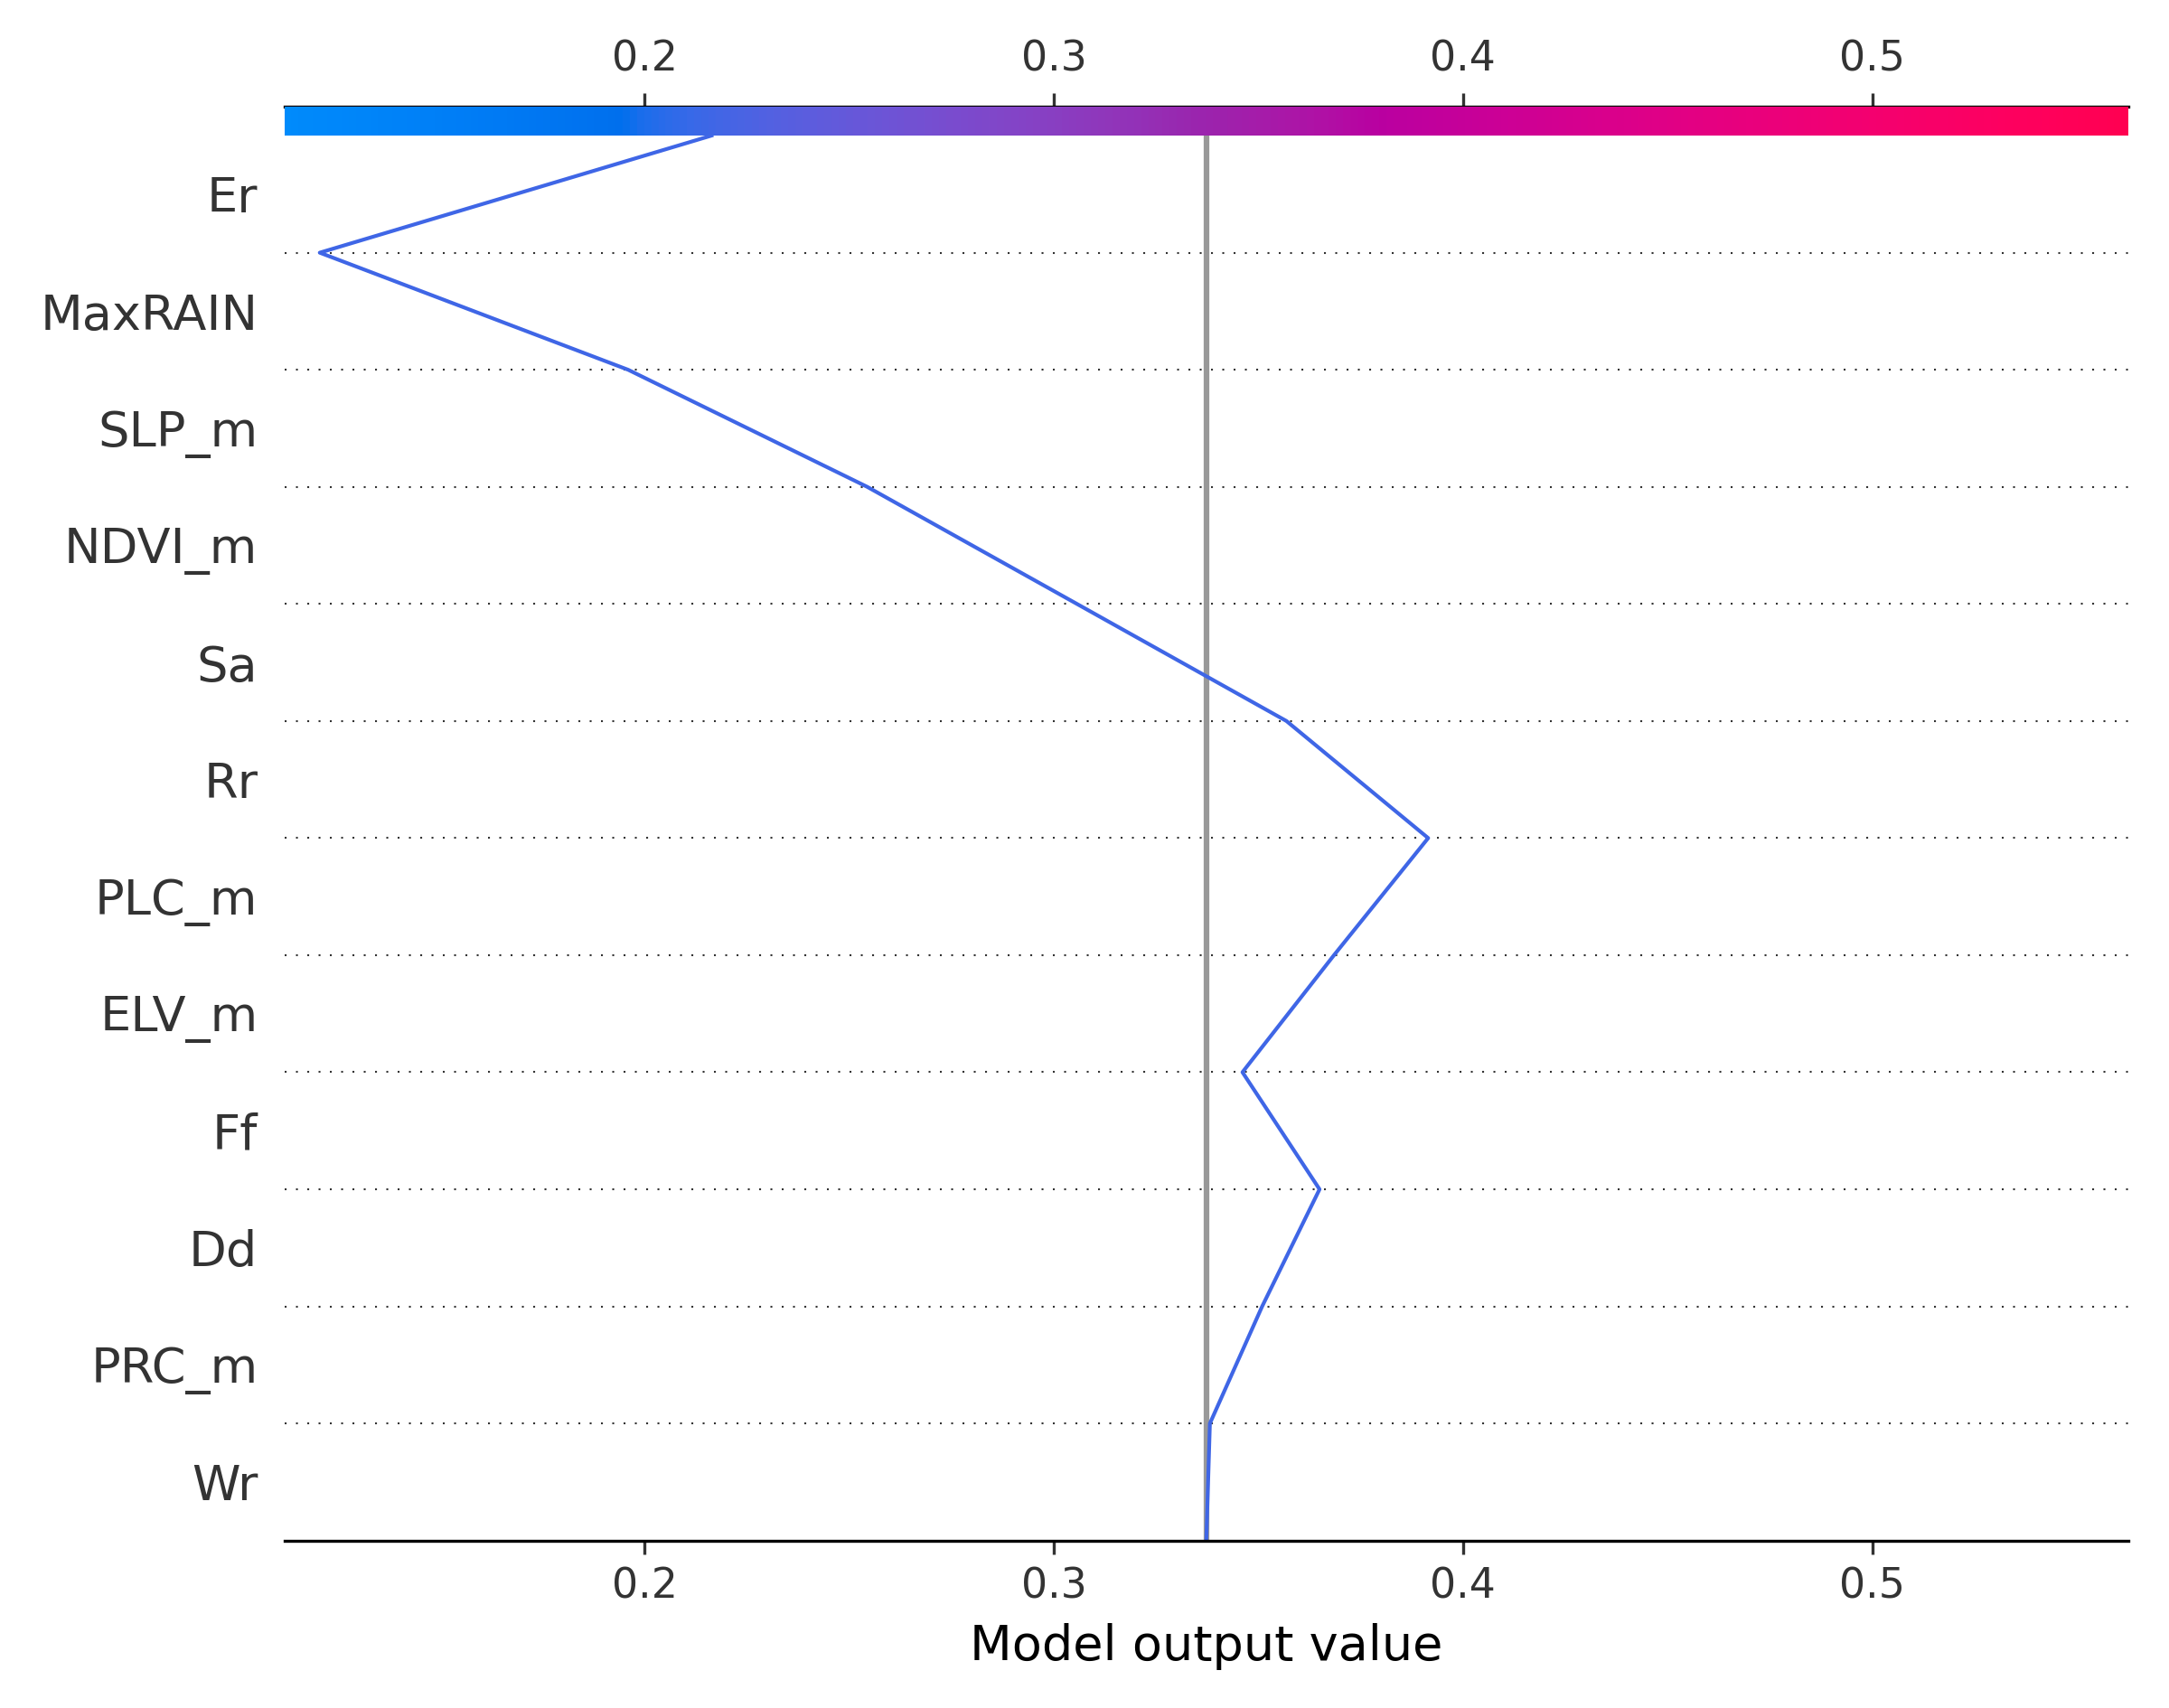 0.2 0.3 0.4 0.5
Er
MaxRAIN
SLP_m
NDVI_m
Sa
Rr
PLC_m
ELV_m
Ff
Dd
PRC_m
Wr
0.2 0.3 0.4 0.5
Model output value